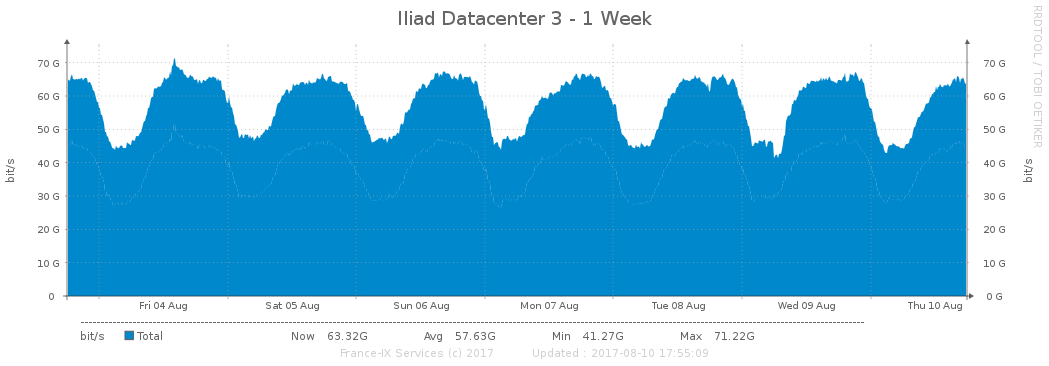 Iliad Datacenter 3 - 1 Week
RRDTOOL / TOBI OETIKER
bit/s
70 G 70 G
60 G 60 G
50 G 50 G
40 G 40 G
30 G 30 G
20 G 20 G
10 G 10 G
0 0 G
bit/s
Fri 04 Aug Sat 05 Aug Sun 06 Aug Mon 07 Aug Tue 08 Aug Wed 09 Aug Thu 10 Aug
bit/s Total Now 63.32G Avg 57.63G Min 41.27G Max 71.22G
France-IX Services (c) 2017 Updated : 2017-08-10 17:55:09